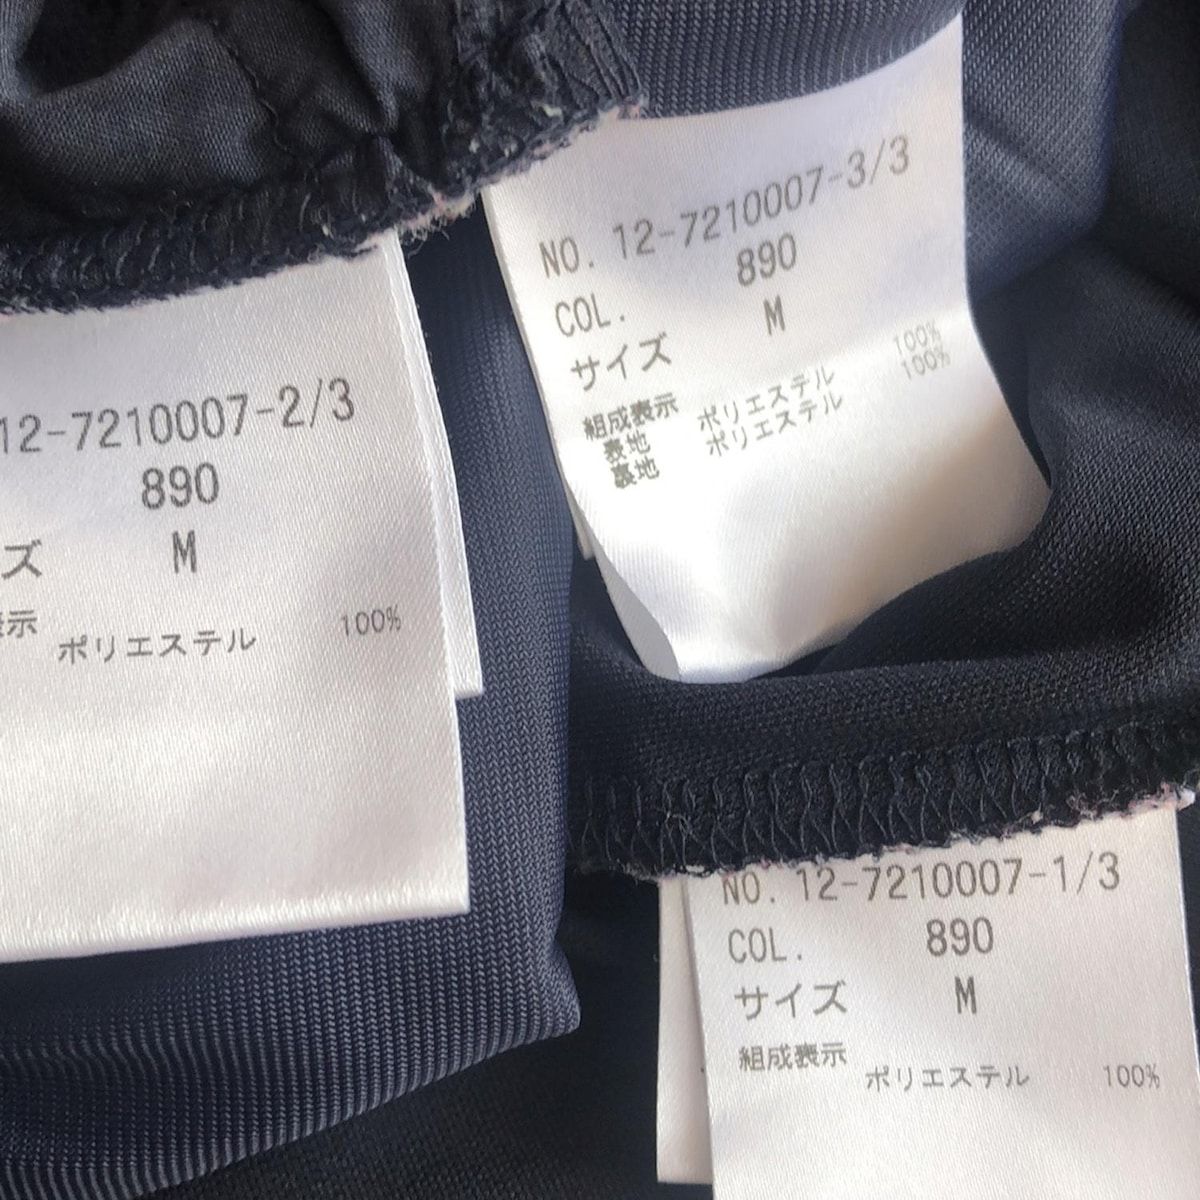 NO. 12-7210007-3/3
COL. 890
サイズ M
組成表示
表地 ポリエステル 100%
裏地 ポリエステル 100%
12-7210007-2/3
890
ズ M
表示
ポリエステル 100%
NO. 12-7210007-1/3
COL. 890
サイズ M
組成表示
ポリエステル 100%